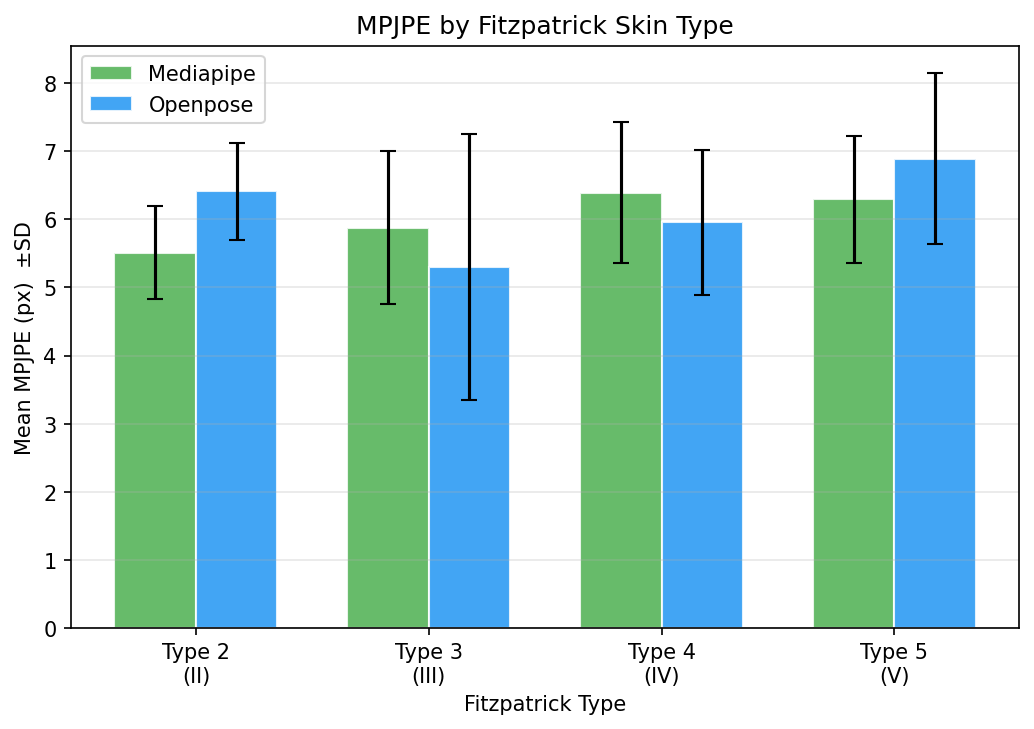 MPJPE by Fitzpatrick Skin Type
Mediapipe
Openpose
Mean MPJPE (px) ±SD
8
7
6
5
4
3
2
1
0
Type 2
(II)
Type 3
(III)
Type 4
(IV)
Type 5
(V)
Fitzpatrick Type